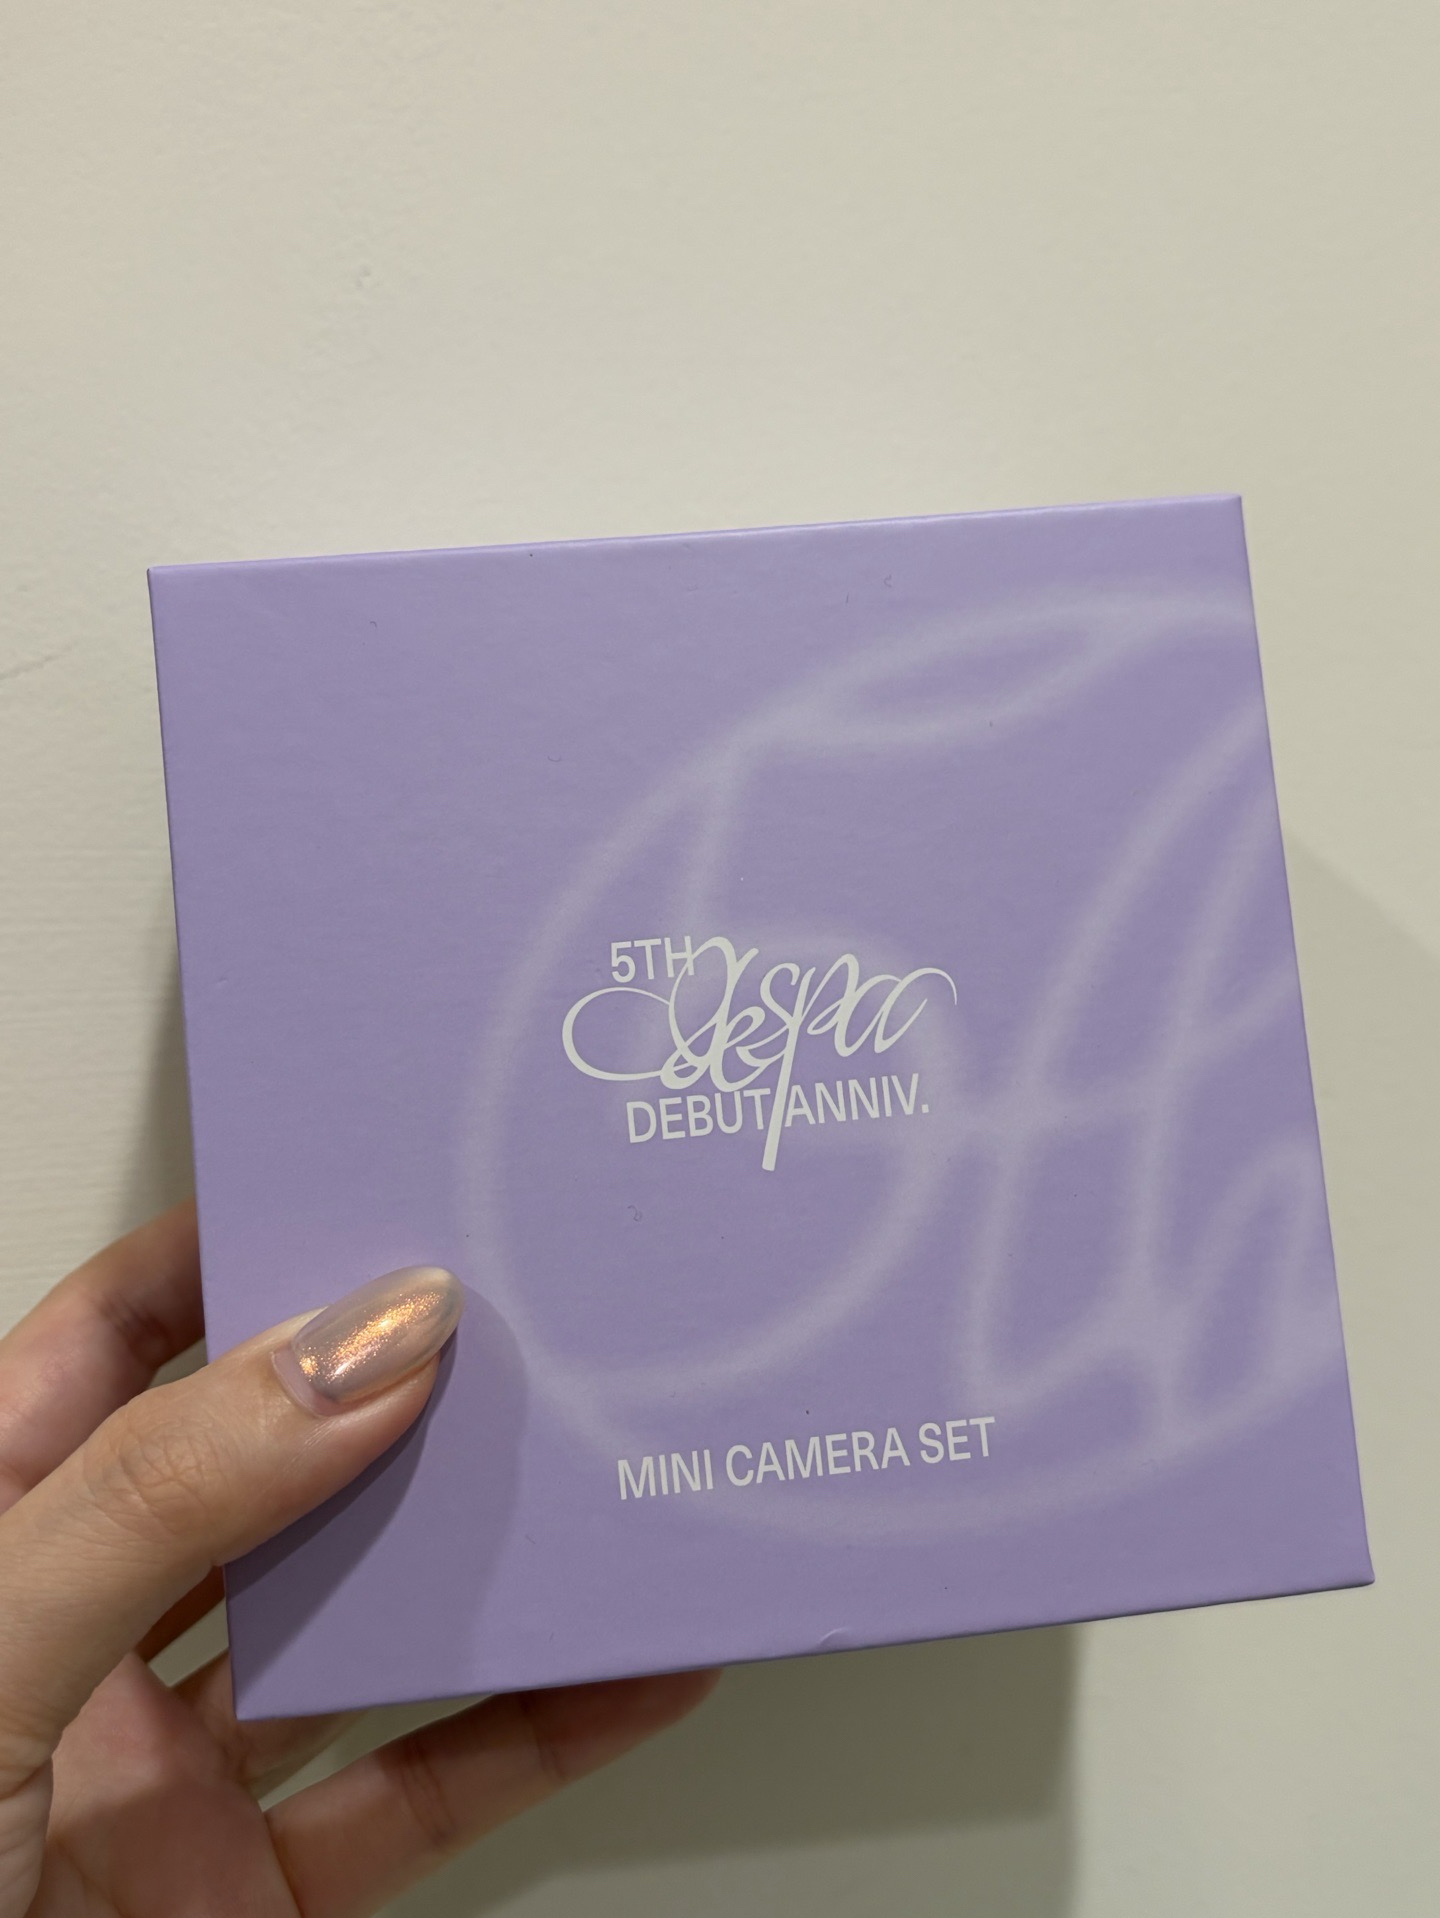 5TH
aespa
DEBUT ANNIV.
MINI CAMERA SET